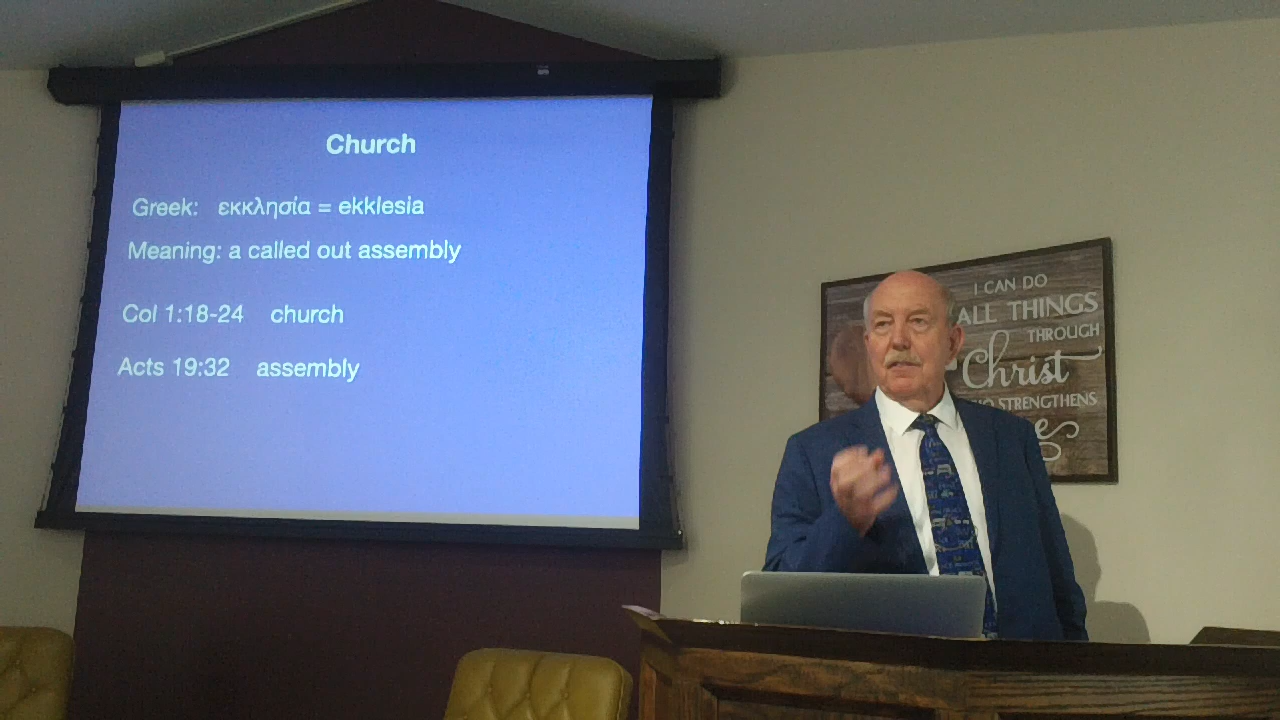 Church
Greek: εκκλησία = ekklesia
Meaning: a called out assembly
Col 1:18-24 church
Acts 19:32 assembly
I CAN DO
ALL THINGS
THROUGH
Christ
STRENGTHENS